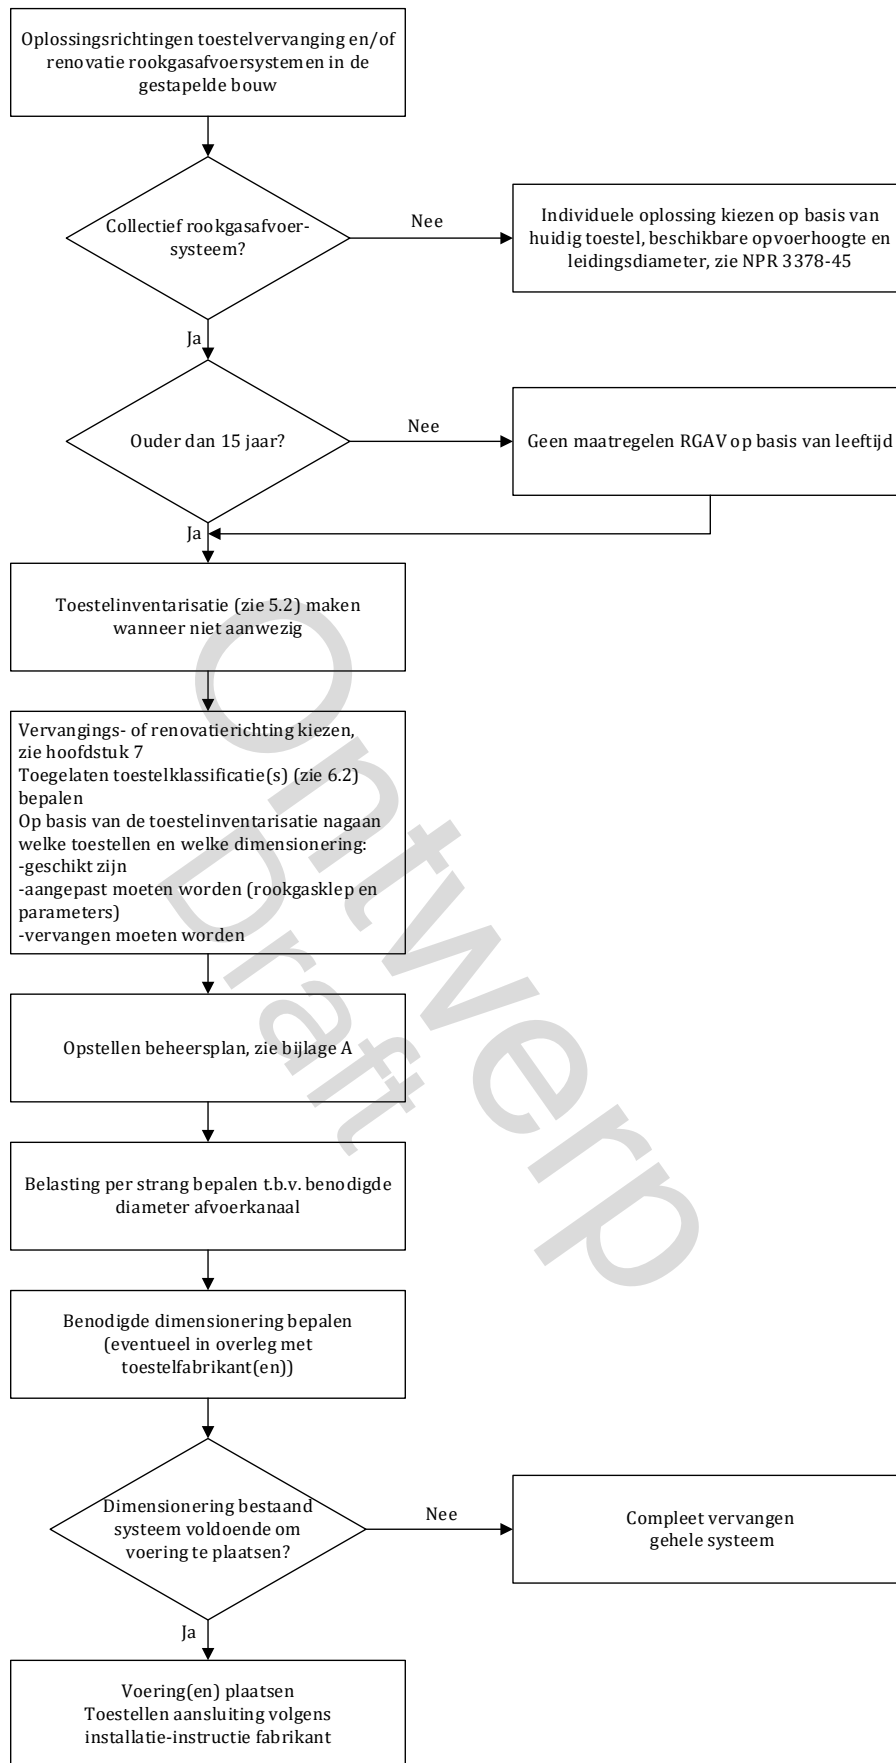 Oplossingsrichtingen toestelvervanging en/of
renovatie rookgasafvoersystemen in de
gestapelde bouw
Collectief rookgasafvoer-
systeem?
Nee
Individuele oplossing kiezen op basis van
huidig toestel, beschikbare opvoerhoogte en
leidingsdiameter, zie NPR 3378-45
Ja
Ouder dan 15 jaar?
Nee
Geen maatregelen RGAV op basis van leeftijd
Ja
Toestelinventarisatie (zie 5.2) maken
wanneer niet aanwezig
Vervangings- of renovatierichting kiezen,
zie hoofdstuk 7
Toegelaten toestelklassificatie(s) (zie 6.2)
bepalen
Op basis van de toestelinventarisatie nagaan
welke toestellen en welke dimensionering:
-geschikt zijn
-aangepast moeten worden (rookgasklep en
parameters)
-vervangen moeten worden
Opstellen beheersplan, zie bijlage A
Belasting per strang bepalen t.b.v. benodigde
diameter afvoerkanaal
Benodigde dimensionering bepalen
(eventueel in overleg met
toestelfabrikant(en))
Dimensionering bestaand
systeem voldoende om
voering te plaatsen?
Nee
Compleet vervangen
gehele systeem
Ja
Voering(en) plaatsen
Toestellen aansluiting volgens
installatie-instructie fabrikant
Ontwerp
Draft